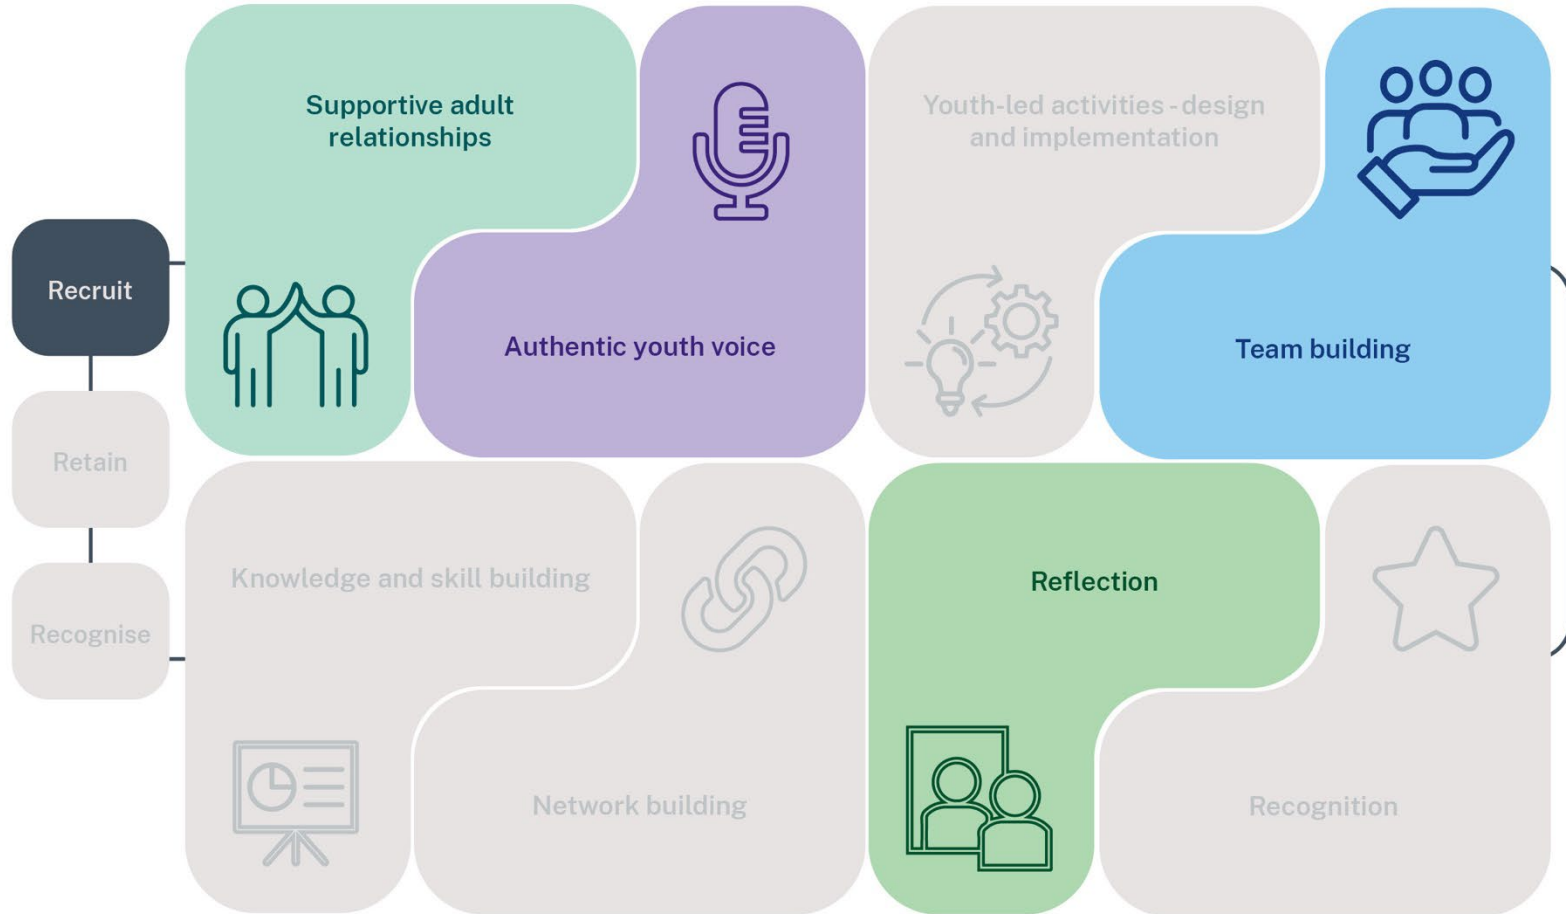 Recruit
Retain
Recognise
Supportive adult
relationships
Authentic youth voice
Youth-led activities - design
and implementation
Team building
Knowledge and skill building
Network building
Reflection
Recognition